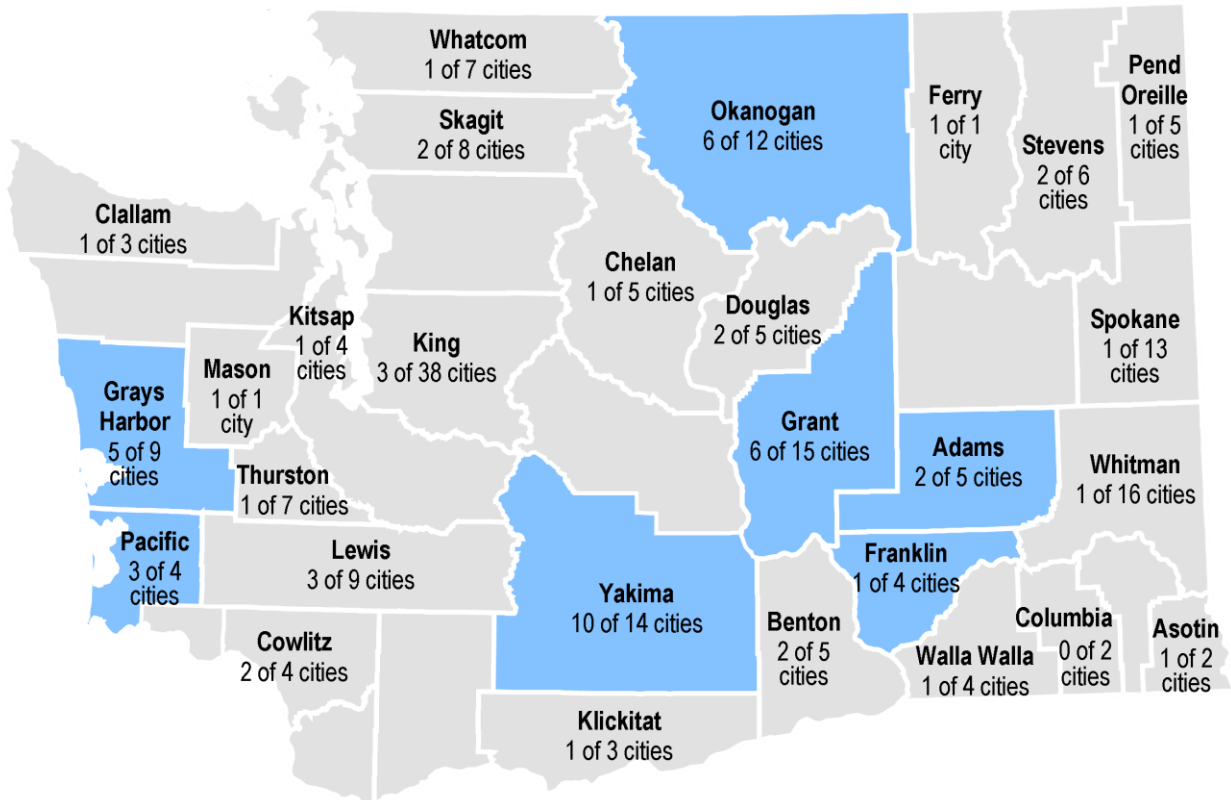 Whatcom
1 of 7 cities
Skagit
2 of 8 cities
Okanogan
6 of 12 cities
Ferry
1 of 1
city
Stevens
2 of 6
cities
Pend
Oreille
1 of 5
cities
Clallam
1 of 3 cities
Chelan
1 of 5 cities
Douglas
2 of 5 cities
Kitsap
1 of 4
cities
King
3 of 38 cities
Spokane
1 of 13
cities
Mason
1 of 1
city
Grays
Harbor
5 of 9
cities
Grant
6 of 15 cities
Adams
2 of 5 cities
Whitman
1 of 16 cities
Thurston
1 of 7 cities
Pacific
3 of 4
cities
Lewis
3 of 9 cities
Yakima
10 of 14 cities
Franklin
1 of 4 cities
Benton
2 of 5
cities
Columbia
0 of 2
cities
Asotin
1 of 2
cities
Cowlitz
2 of 4 cities
Walla Walla
1 of 4 cities
Klickitat
1 of 3 cities